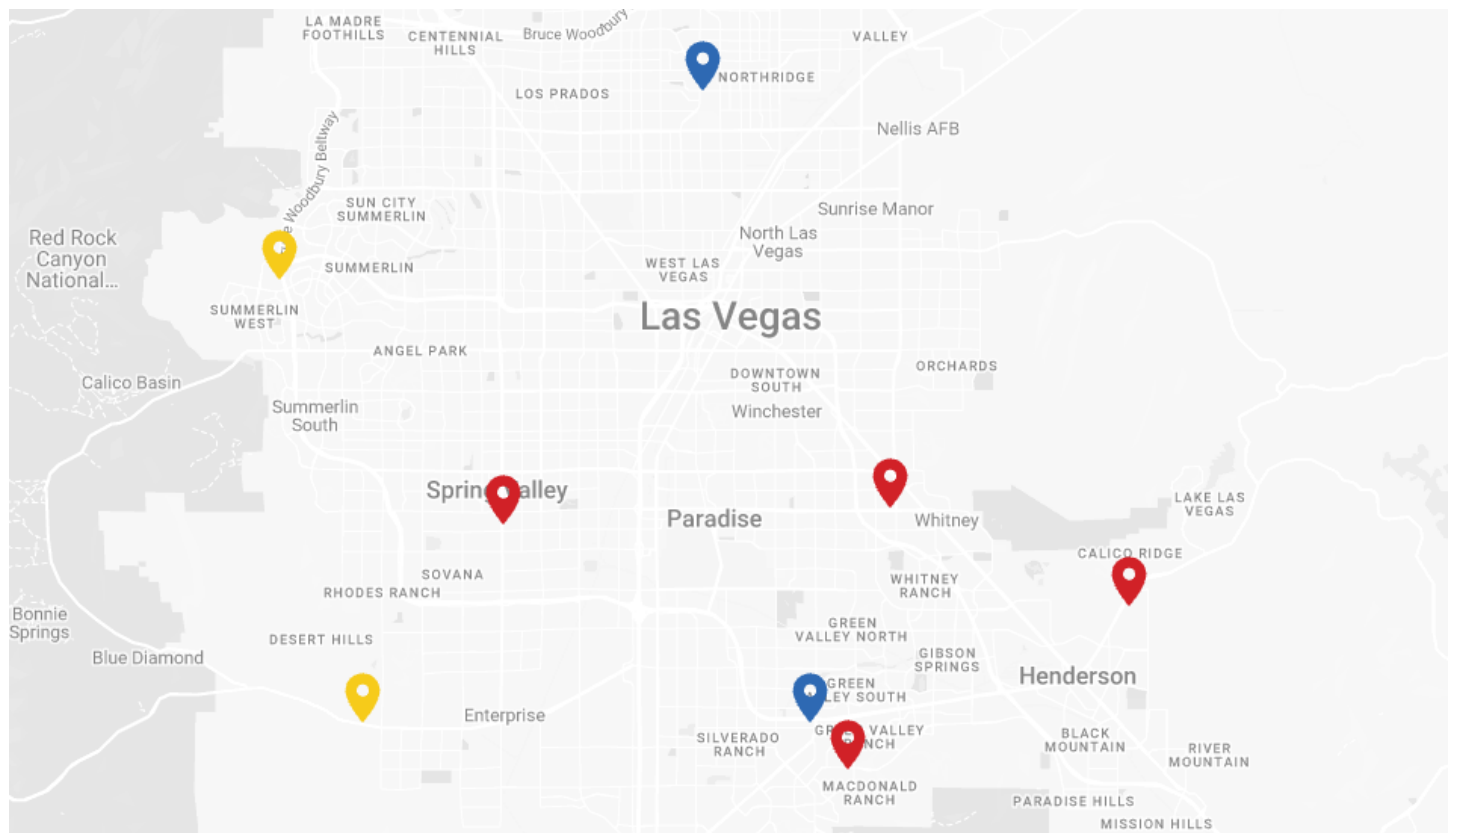 LA MADRE
FOOTHILLS
CENTENNIAL
HILLS
Bruce Woodbury
VALLEY
NORTHRIDGE
LOS PRADOS
Nellis AFB
Woodbury Beltway
SUN CITY
SUMMERLIN
Sunrise Manor
Red Rock
Canyon
National...
North Las
Vegas
WEST LAS
VEGAS
SUMMERLIN
SUMMERLIN
WEST
Las Vegas
ANGEL PARK
DOWNTOWN
SOUTH
ORCHARDS
Calico Basin
Summerlin
South
Winchester
Spring Valley
Paradise
Whitney
LAKE LAS
VEGAS
CALICO RIDGE
SOVANA
RHODES RANCH
WHITNEY
RANCH
Bonnie
Springs
GREEN
VALLEY NORTH
DESERT HILLS
Blue Diamond
GIBSON
SPRINGS
Henderson
GREEN
VALLEY SOUTH
Enterprise
GREEN VALLEY
RANCH
SILVERADO
RANCH
BLACK
MOUNTAIN
RIVER
MOUNTAIN
MACDONALD
RANCH
PARADISE HILLS
MISSION HILLS